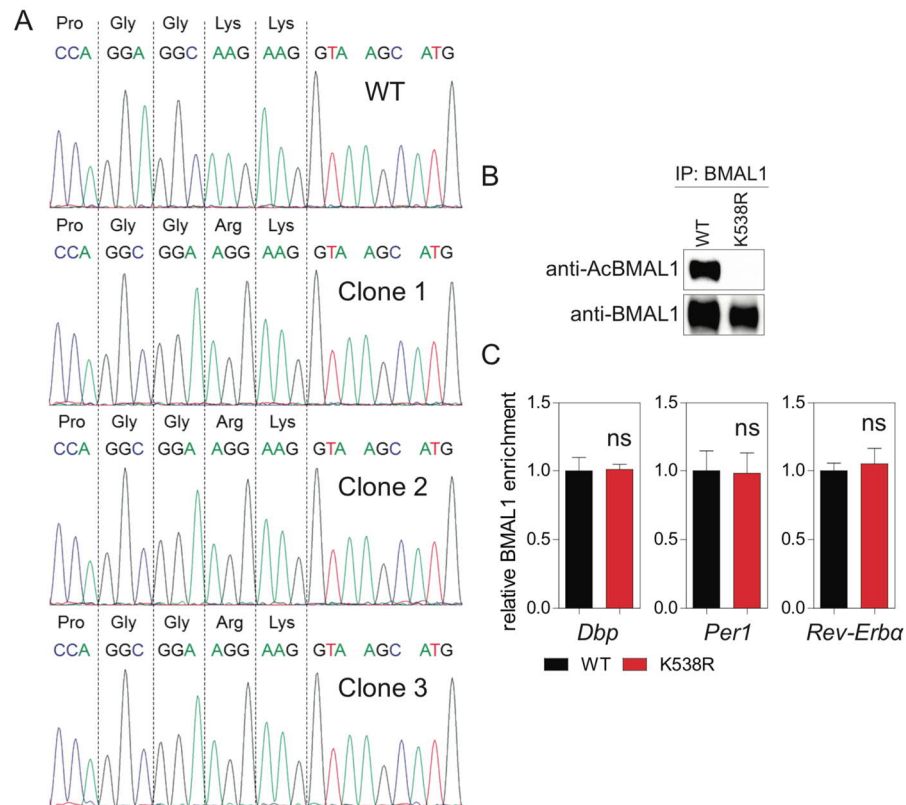 A
Pro Gly Gly Lys Lys
CCA GGA GGC AAG AAG GTA AGC ATG
WT
Pro Gly Gly Arg Lys
CCA GGC GGA AGG AAG GTA AGC ATG
Clone 1
Pro Gly Gly Arg Lys
CCA GGC GGA AGG AAG GTA AGC ATG
Clone 2
Pro Gly Gly Arg Lys
CCA GGC GGA AGG AAG GTA AGC ATG
Clone 3
B
IP: BMAL1
WT K538R
anti-AcBMAL1
anti-BMAL1
C
relative BMAL1 enrichment
1.5 1.5 1.5
ns ns ns
1.0 1.0 1.0
0.5 0.5 0.5
0.0 0.0 0.0
Dbp Per1 Rev-Erbα
WT K538R